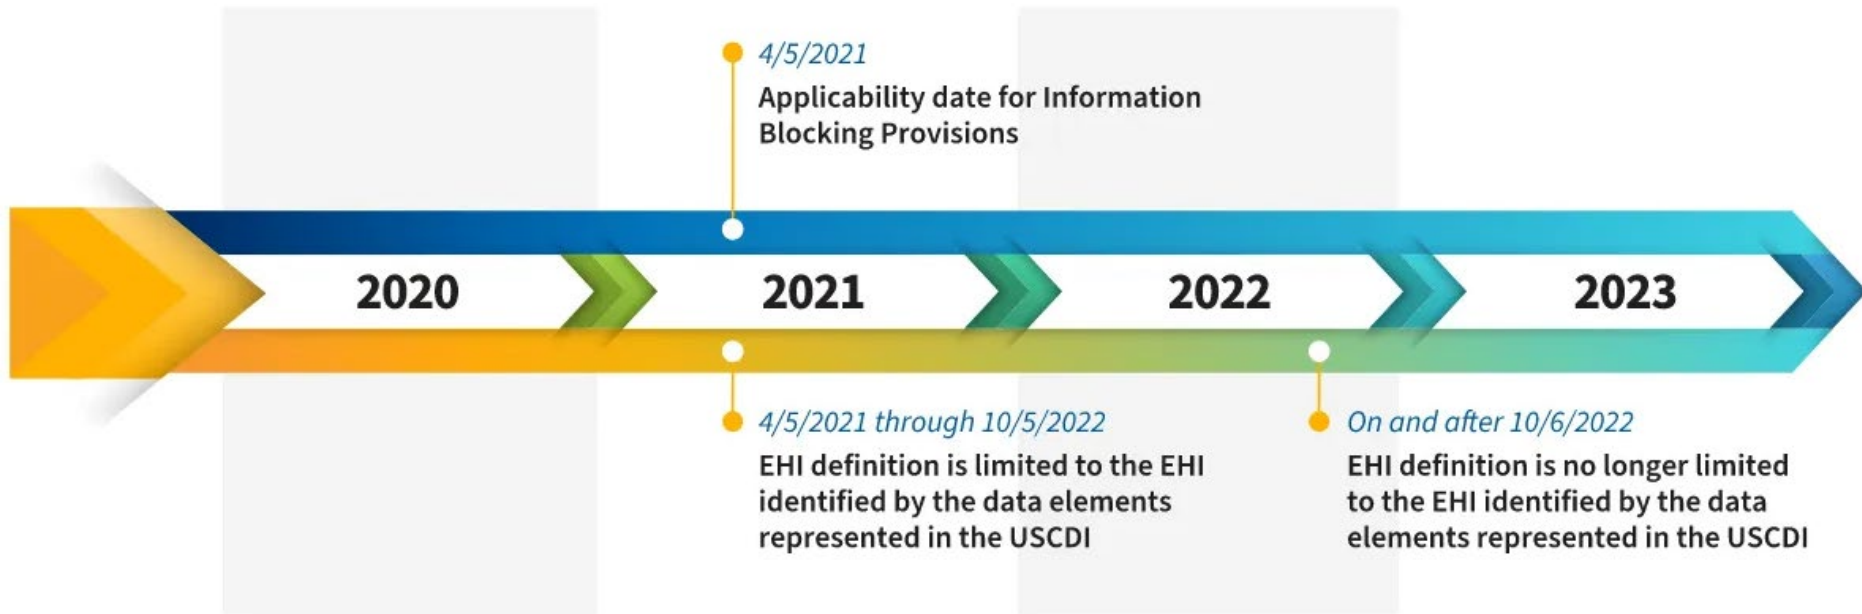 4/5/2021
Applicability date for Information
Blocking Provisions
2020
2021
2022
2023
4/5/2021 through 10/5/2022
EHI definition is limited to the EHI
identified by the data elements
represented in the USCDI
On and after 10/6/2022
EHI definition is no longer limited
to the EHI identified by the data
elements represented in the USCDI